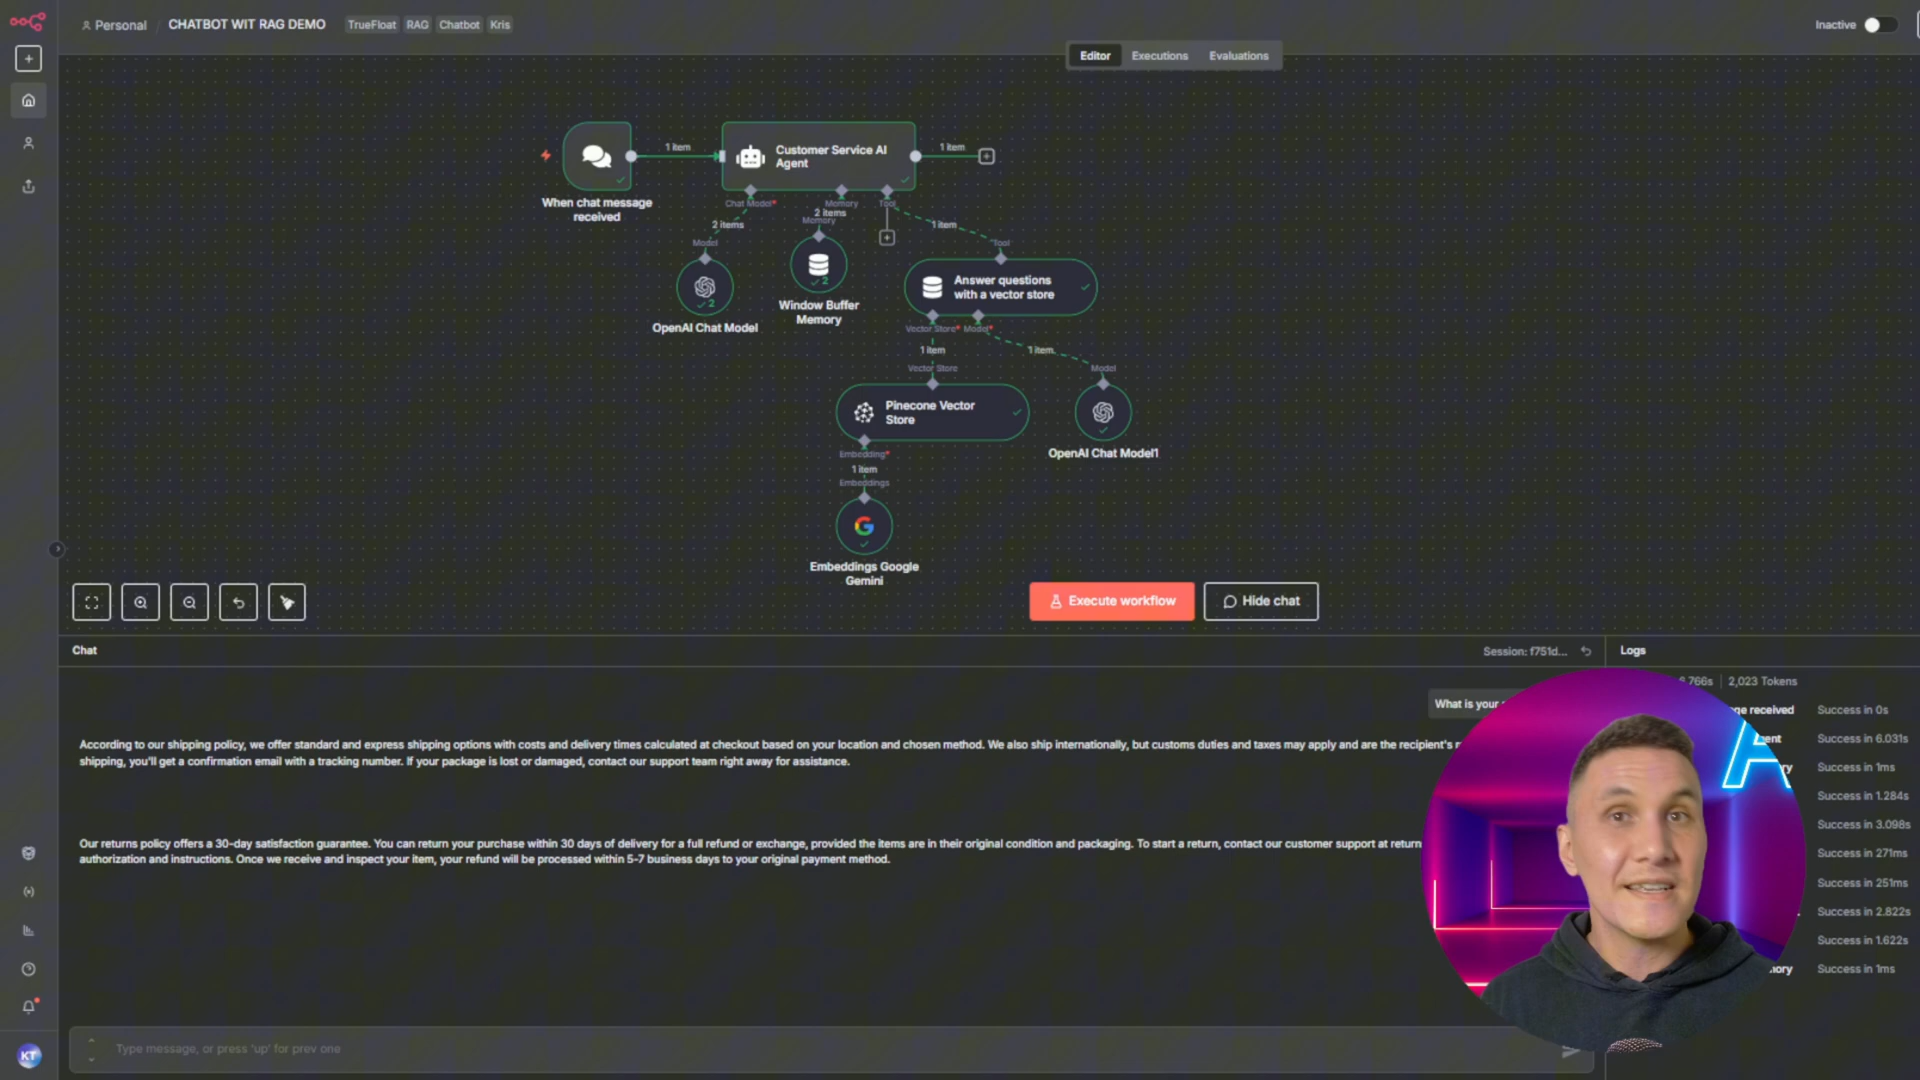 Personal / CHATBOT WIT RAG DEMO TrueFloat RAG Chatbot Kris
Inactive
Editor Executions Evaluations
1 item
Customer Service AI
Agent
1 item
When chat message
received
Chat Model*
Memory
Tool
2 items
2 items
Memory
1 item
Model
Tool
2
OpenAI Chat Model
2
Window Buffer
Memory
Answer questions
with a vector store
Vector Store* Model*
1 item
1 item
Vector Store
Model
Pinecone Vector
Store
OpenAI Chat Model1
Embedding*
1 item
Embeddings
Embeddings Google
Gemini
Execute workflow
Hide chat
Chat
Session: f751d...
Logs
766s | 2,023 Tokens
What is your
ge received Success in 0s
Success in 6.031s
Success in 1ms
Success in 1.284s
Success in 3.098s
Success in 271ms
Success in 251ms
Success in 2.822s
Success in 1.622s
Success in 1ms
According to our shipping policy, we offer standard and express shipping options with costs and delivery times calculated at checkout based on your location and chosen method. We also ship internationally, but customs duties and taxes may apply and are the recipient's
shipping, you'll get a confirmation email with a tracking number. If your package is lost or damaged, contact our support team right away for assistance.
Our returns policy offers a 30-day satisfaction guarantee. You can return your purchase within 30 days of delivery for a full refund or exchange, provided the items are in their original condition and packaging. To start a return, contact our customer support at return
authorization and instructions. Once we receive and inspect your item, your refund will be processed within 5-7 business days to your original payment method.
Type message, or press 'up' for prev one
KT
A